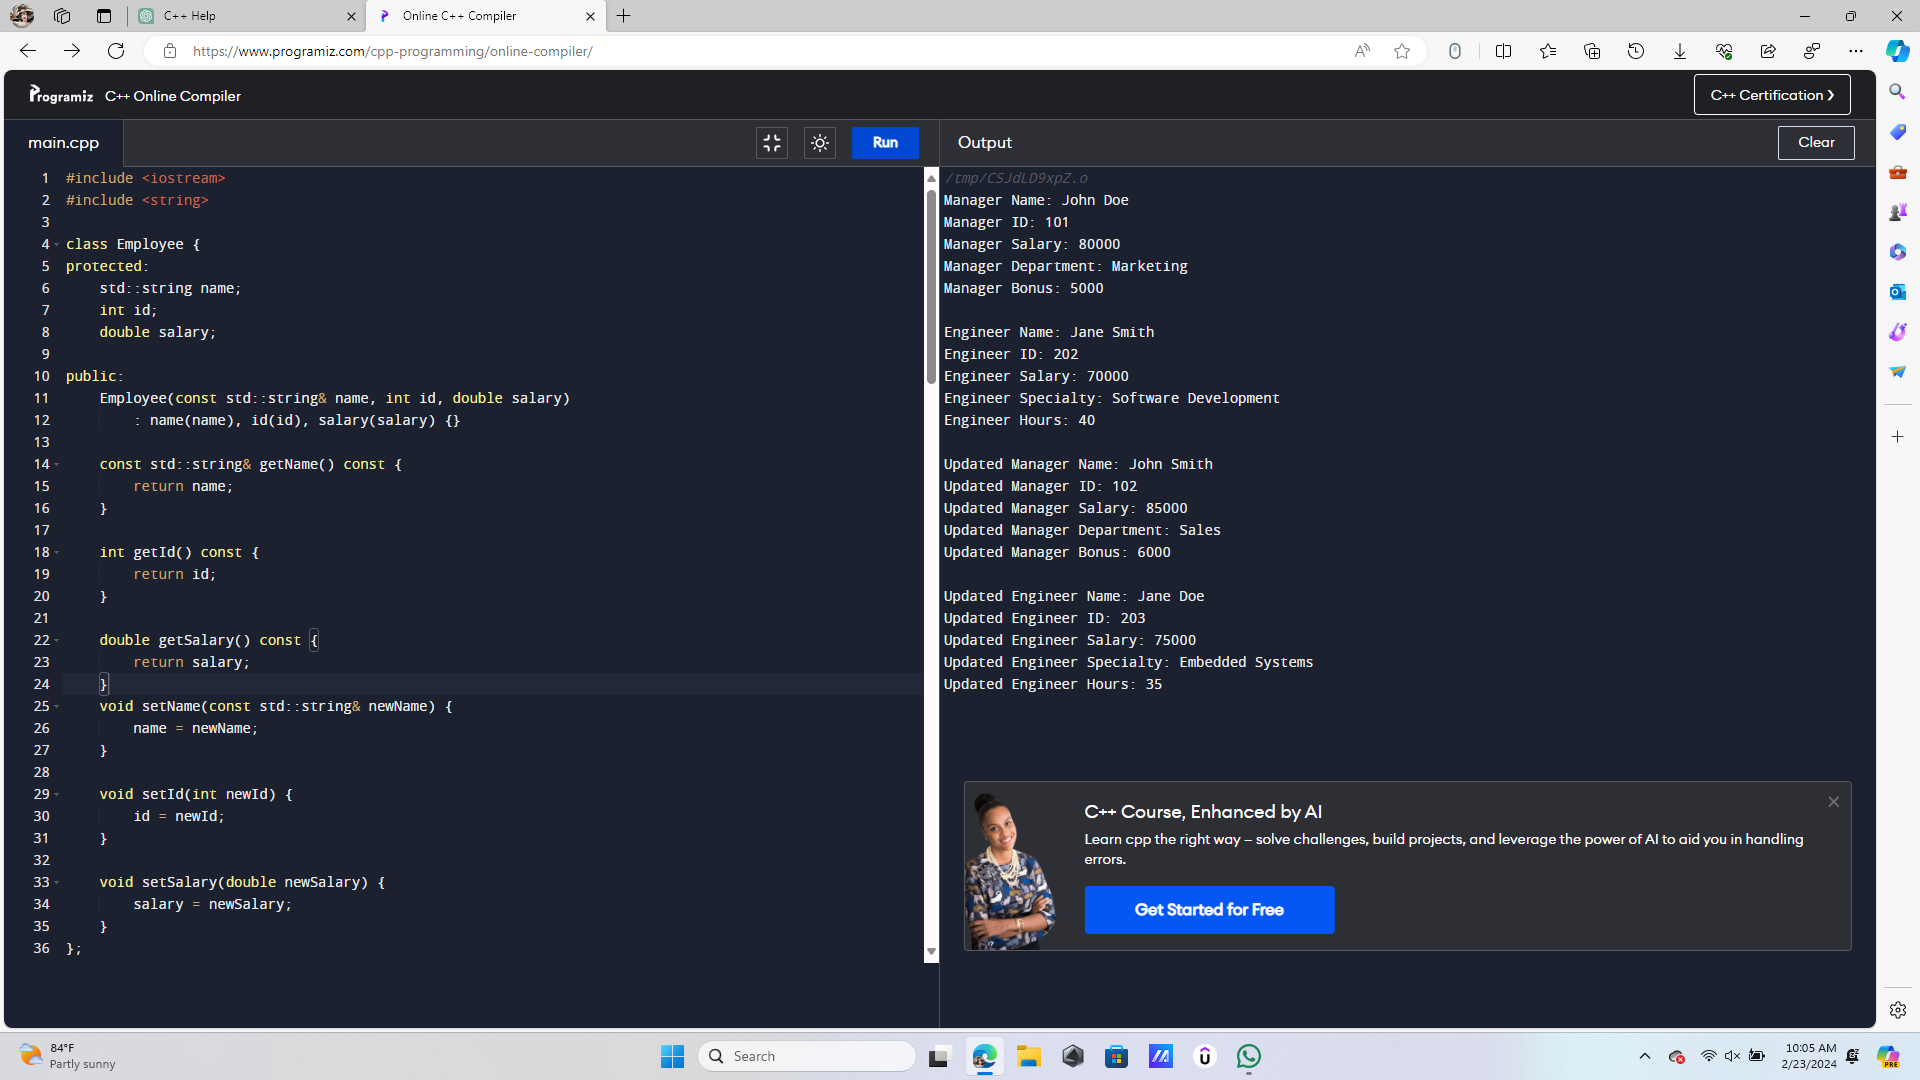 C++ Help
Online C++ Compiler
https://www.programiz.com/cpp-programming/online-compiler/
Programiz C++ Online Compiler
C++ Certification ❯
main.cpp
Run
1 #include <iostream>
2 #include <string>
3
4 class Employee {
5 protected:
6     std::string name;
7     int id;
8     double salary;
9
10 public:
11     Employee(const std::string& name, int id, double salary)
12         : name(name), id(id), salary(salary) {}
13
14     const std::string& getName() const {
15         return name;
16     }
17
18     int getId() const {
19         return id;
20     }
21
22     double getSalary() const {
23         return salary;
24     }
25     void setName(const std::string& newName) {
26         name = newName;
27     }
28
29     void setId(int newId) {
30         id = newId;
31     }
32
33     void setSalary(double newSalary) {
34         salary = newSalary;
35     }
36 };
Output
Clear
/tmp/CSJdLD9xpZ.o
Manager Name: John Doe
Manager ID: 101
Manager Salary: 80000
Manager Department: Marketing
Manager Bonus: 5000
Engineer Name: Jane Smith
Engineer ID: 202
Engineer Salary: 70000
Engineer Specialty: Software Development
Engineer Hours: 40
Updated Manager Name: John Smith
Updated Manager ID: 102
Updated Manager Salary: 85000
Updated Manager Department: Sales
Updated Manager Bonus: 6000
Updated Engineer Name: Jane Doe
Updated Engineer ID: 203
Updated Engineer Salary: 75000
Updated Engineer Specialty: Embedded Systems
Updated Engineer Hours: 35
C++ Course, Enhanced by AI
Learn cpp the right way – solve challenges, build projects, and leverage the power of AI to aid you in handling
errors.
Get Started for Free
84°F
Partly sunny
Search
10:05 AM
2/23/2024
PRE